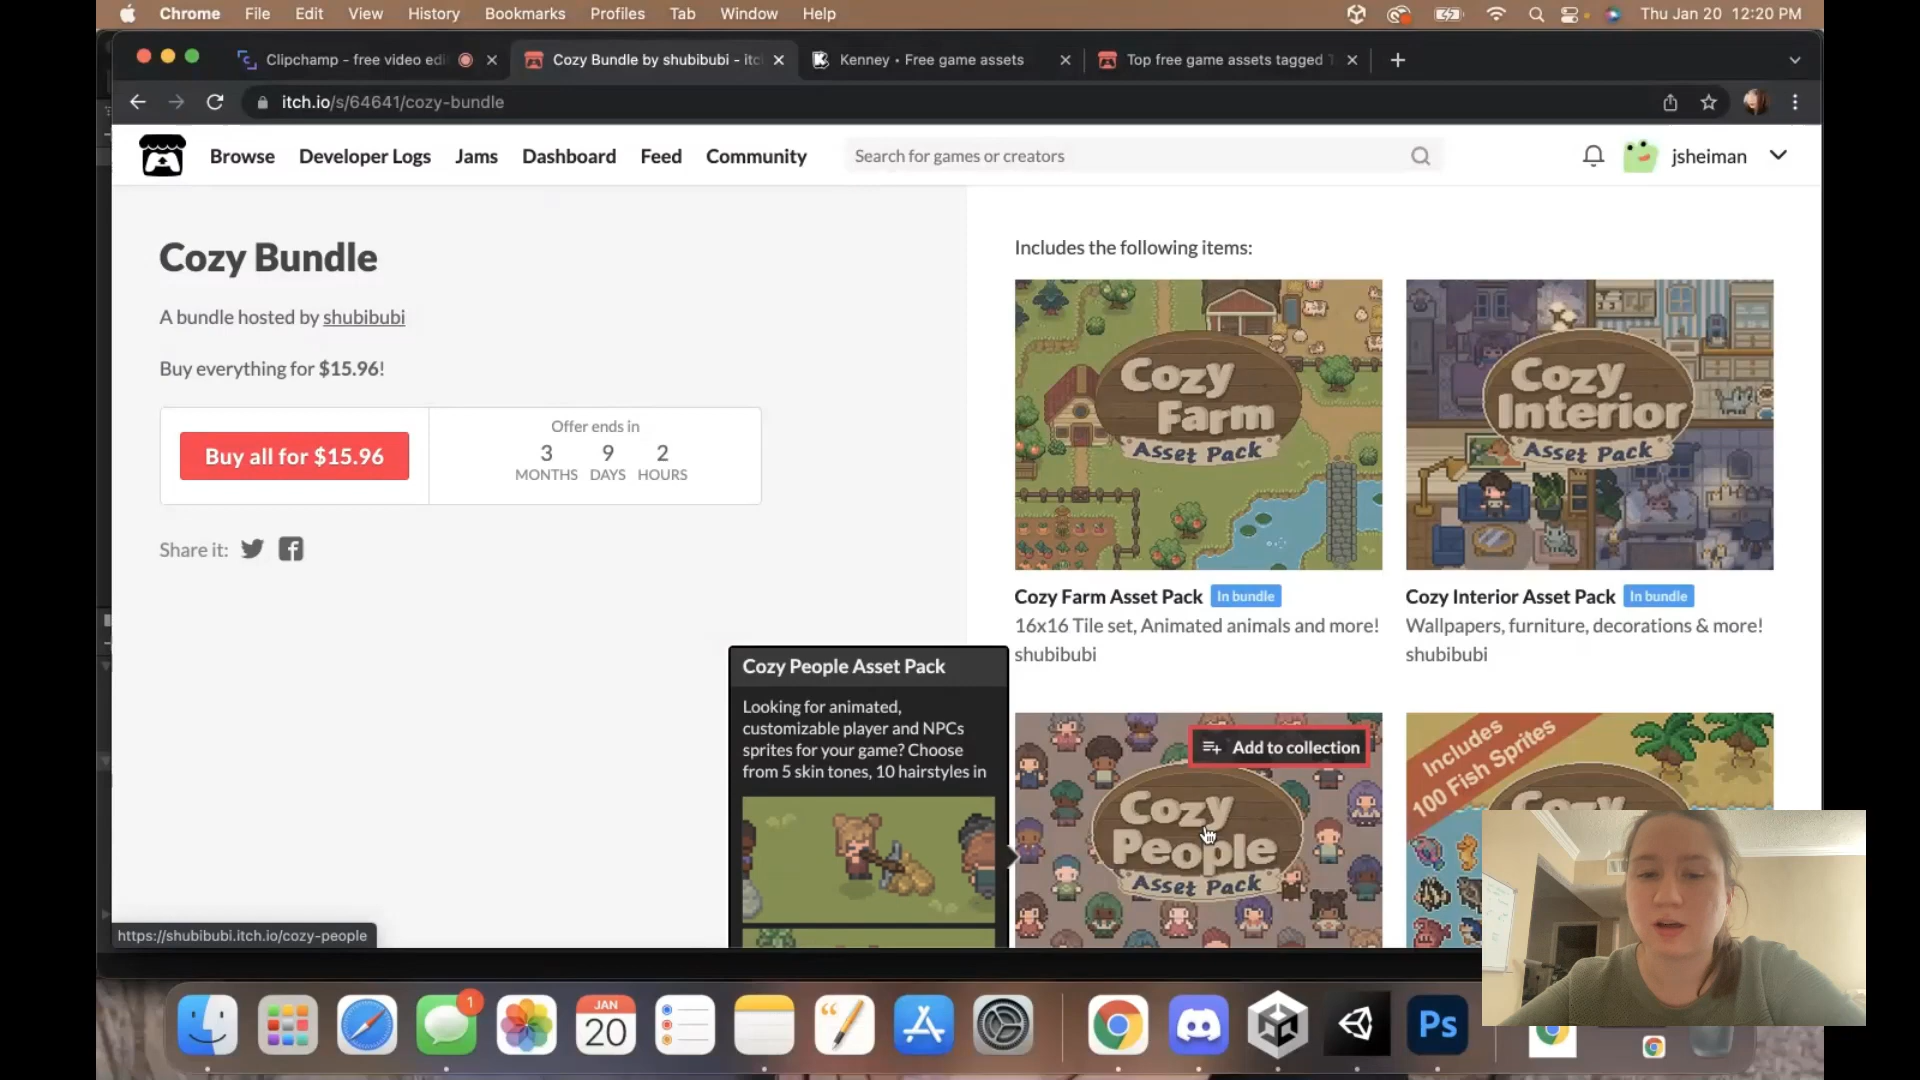 Chrome File Edit View History Bookmarks Profiles Tab Window Help
Thu Jan 20 12:20 PM
Clipchamp - free video edi
Cozy Bundle by shubibubi - itc
Kenney • Free game assets
Top free game assets tagged T
itch.io/s/64641/cozy-bundle
Browse Developer Logs Jams Dashboard Feed Community
Search for games or creators
jsheiman
Cozy Bundle
A bundle hosted by shubibubi
Buy everything for $15.96!
Buy all for $15.96
Offer ends in
3 9 2
MONTHS DAYS HOURS
Share it:
Includes the following items:
Cozy
Farm
Asset Pack
Cozy
Interior
Asset Pack
Cozy Farm Asset Pack In bundle
16x16 Tile set, Animated animals and more!
shubibubi
Cozy Interior Asset Pack In bundle
Wallpapers, furniture, decorations & more!
shubibubi
Cozy People Asset Pack
Looking for animated,
customizable player and NPCs
sprites for your game? Choose
from 5 skin tones, 10 hairstyles in
Add to collection
Cozy
People
Asset Pack
Includes
100 Fish Sprites
Cozy
https://shubibubi.itch.io/cozy-people
1
JAN
20
Ps